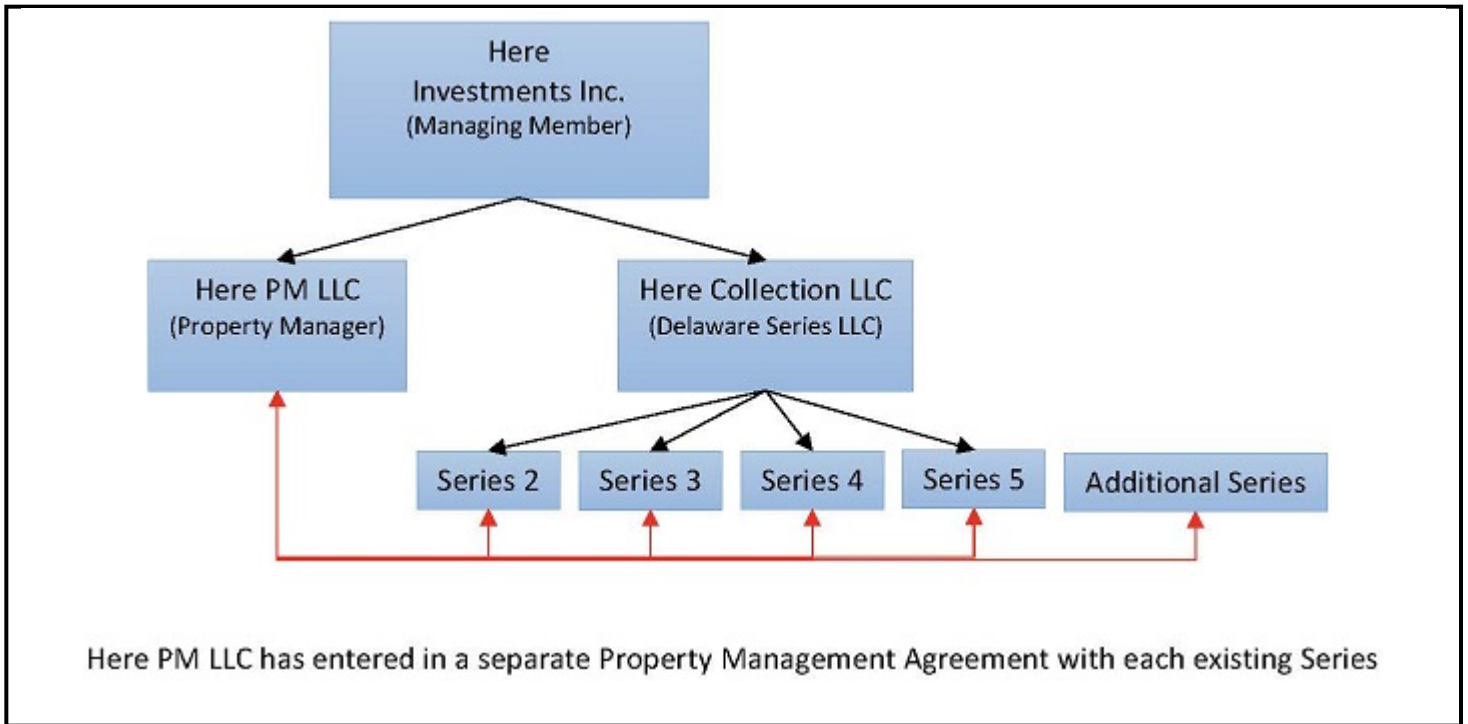 Here
Investments Inc.
(Managing Member)
Here PM LLC
(Property Manager)
Here Collection LLC
(Delaware Series LLC)
Series 2
Series 3
Series 4
Series 5
Additional Series
Here PM LLC has entered in a separate Property Management Agreement with each existing Series